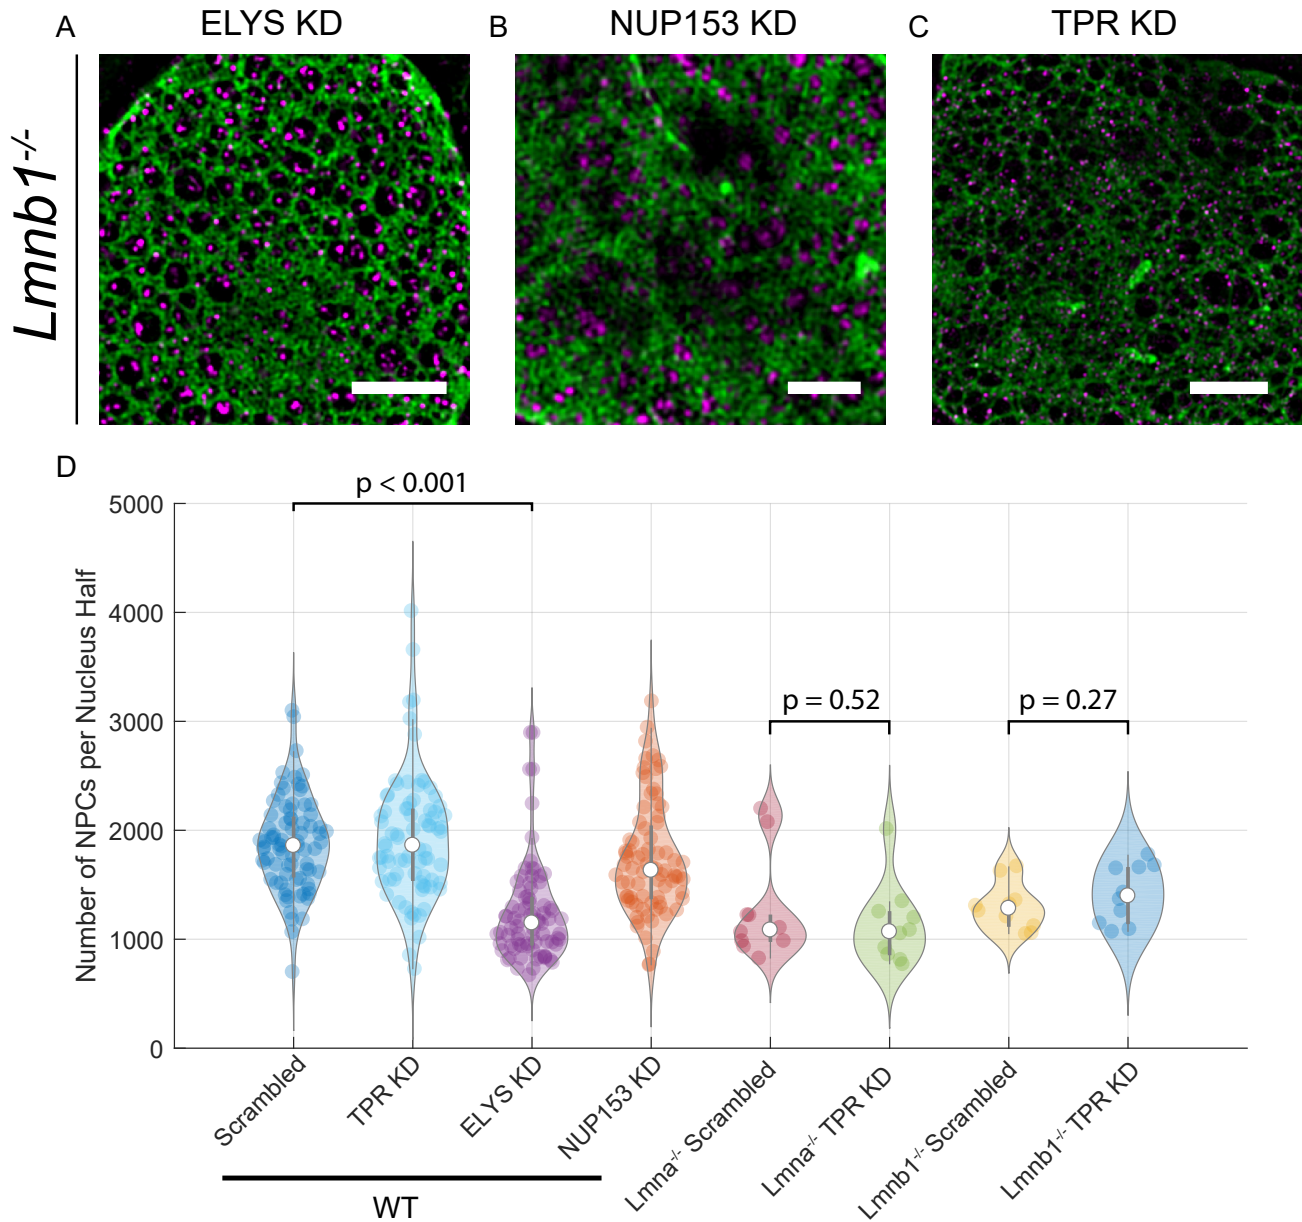 A ELYS KD B NUP153 KD C TPR KD
Lmnb1-/-
D
p < 0.001
5000
4000
3000
2000
1000
0
Number of NPCs per Nucleus Half
p = 0.52
p = 0.27
Scrambled
TPR KD
ELYS KD
NUP153 KD
Lmna-/- Scrambled
Lmna-/- TPR KD
Lmnb1-/- Scrambled
Lmnb1-/- TPR KD
WT